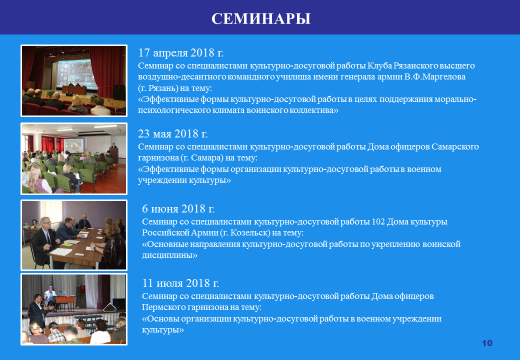 СЕМИНАРЫ
17 апреля 2018 г.
Семинар со специалистами культурно-досуговой работы Клуба Рязанского высшего
воздушно-десантного командного училища имени генерала армии В.Ф.Маргелова
(г. Рязань) на тему:
«Эффективные формы культурно-досуговой работы в целях поддержания морально-
психологического климата воинского коллектива»
23 мая 2018 г.
Семинар со специалистами культурно-досуговой работы Дома офицеров Самарского
гарнизона (г. Самара) на тему:
«Эффективные формы организации культурно-досуговой работы в военном
учреждении культуры»
6 июня 2018 г.
Семинар со специалистами культурно-досуговой работы 102 Дома культуры
Российской Армии (г. Козельск) на тему:
«Основные направления культурно-досуговой работы по укреплению воинской
дисциплины»
11 июля 2018 г.
Семинар со специалистами культурно-досуговой работы Дома офицеров
Пермского гарнизона на тему:
«Основы организации культурно-досуговой работы в военном учреждении
культуры»
10